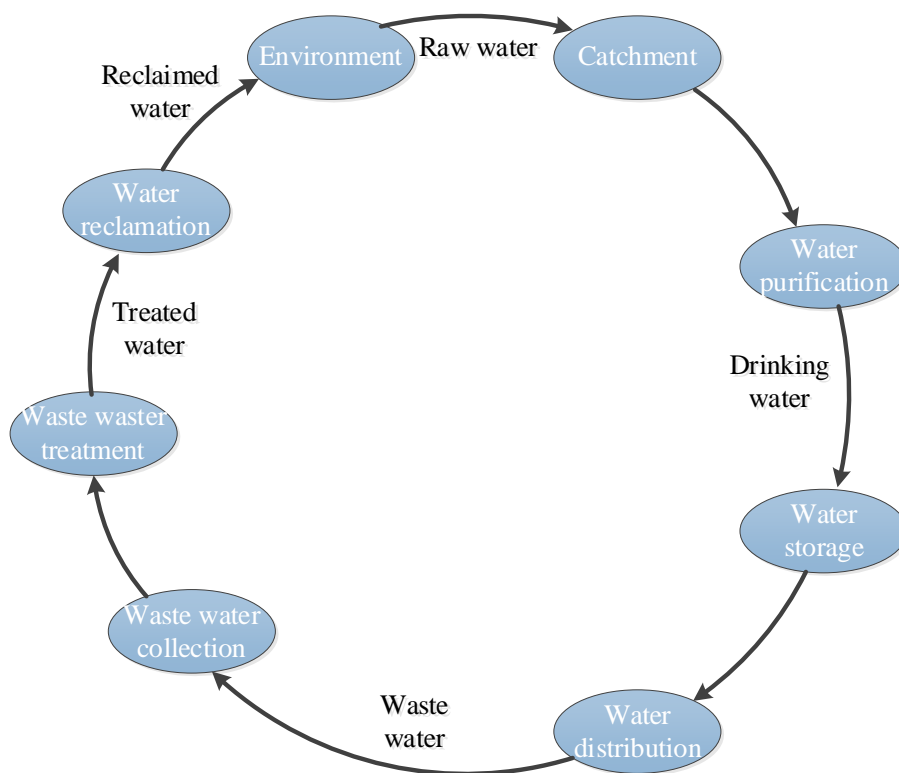 Environment
Raw water
Catchment
Water
purification
Drinking
water
Water
storage
Water
distribution
Waste
water
Waste water
collection
Waste waster
treatment
Treated
water
Water
reclamation
Reclaimed
water